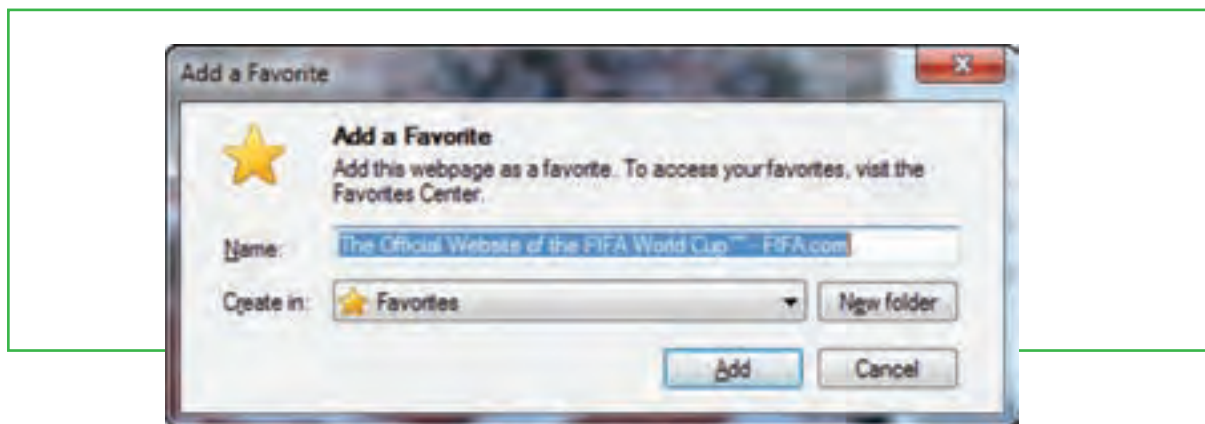 Add a Favorite
Add a Favorite
Add this webpage as a favorite. To access your favorites, visit the
Favorites Center.
Name: The Official Website of the FIFA World Cup™ - FIFA.com
Create in: Favorites New folder
Add Cancel